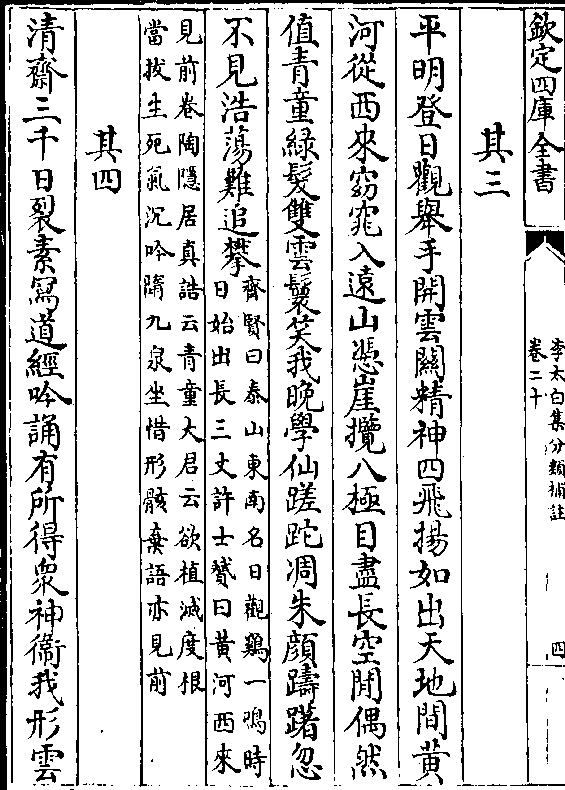 欽定四庫全書
李太白集分類補註
卷二十
四
其三
平明登日觀舉手開雲關精神四飛揚如出天地間黄
河從西來窈窕入遠山憑崖攬八極目盡長空閒偶然
值青童緑髪雙雲鬟笑我晚學仙蹉跎凋朱顔躊躇忽
不見浩蕩難追攀
齊賢曰泰山東南名日觀鷄一鳴時
日始出長三丈許士贇曰黄河西來
見前卷陶隱居真誥云青童大君云欲植滅度根
當拔生死氣沉吟隋九泉坐惜形骸棄語亦見前
其四
清齋三千日裂素寫道經吟誦有所得衆神衞我形雲